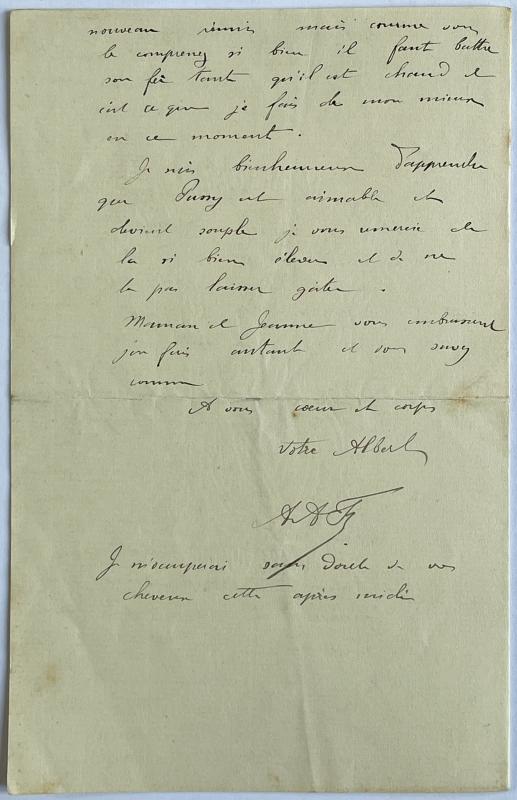 nouveau réunis mais comme vous
le comprenez si bien il faut battre
son fer tant qu'il est chaud et
c'est ce que je fais de mon mieux
en ce moment.
Je suis bienheureux d'apprendre
que Pussy est aimable et
devient souple je vous remercie de
la si bien élever et de ne
la pas laisser gâter.
Maman et Jeanne vous embrassent
j'en fais autant et vous savez
comme
A vous cœur et corps
Votre Albert
Je m'occuperai sans doute de vos
cheveux cette après midi